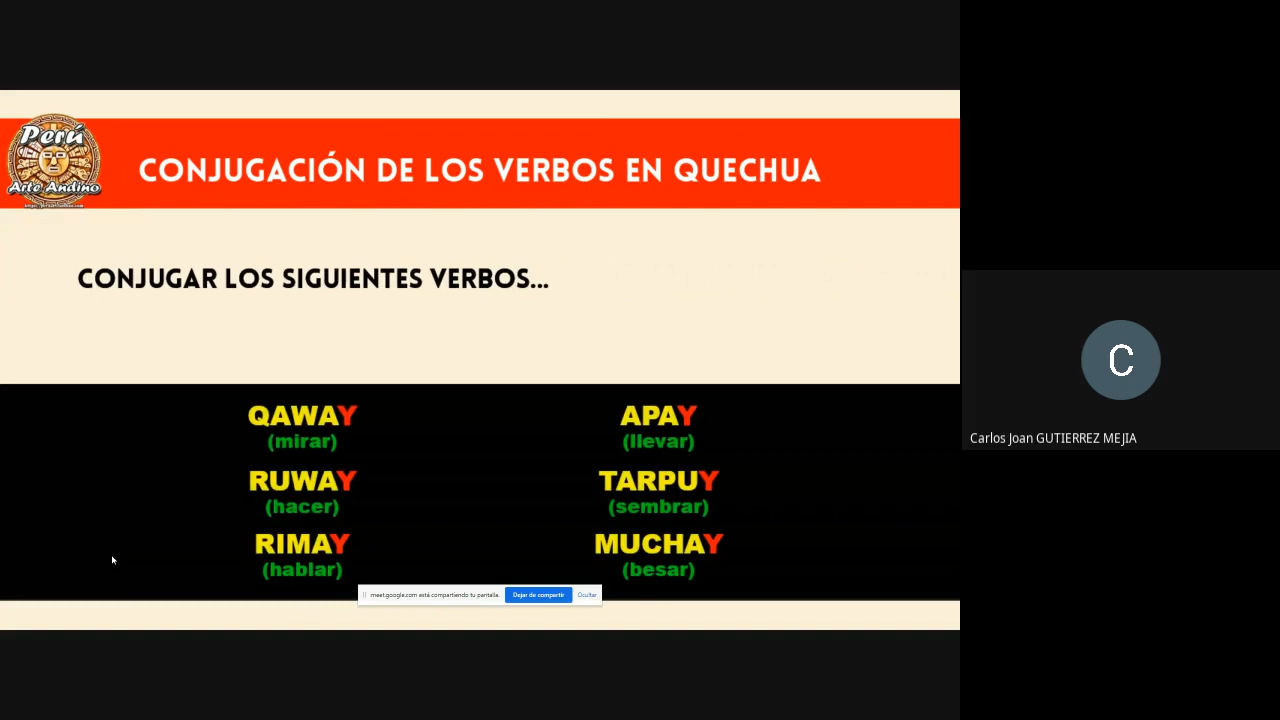 Perú
Arte Andino
CONJUGACIÓN DE LOS VERBOS EN QUECHUA
CONJUGAR LOS SIGUIENTES VERBOS...
QAWAY
(mirar)
APAY
(llevar)
RUWAY
(hacer)
TARPUY
(sembrar)
RIMAY
(hablar)
MUCHAY
(besar)
meet.google.com está compartiendo tu pantalla.
Dejar de compartir
Ocultar
C
Carlos Joan GUTIERREZ MEJIA